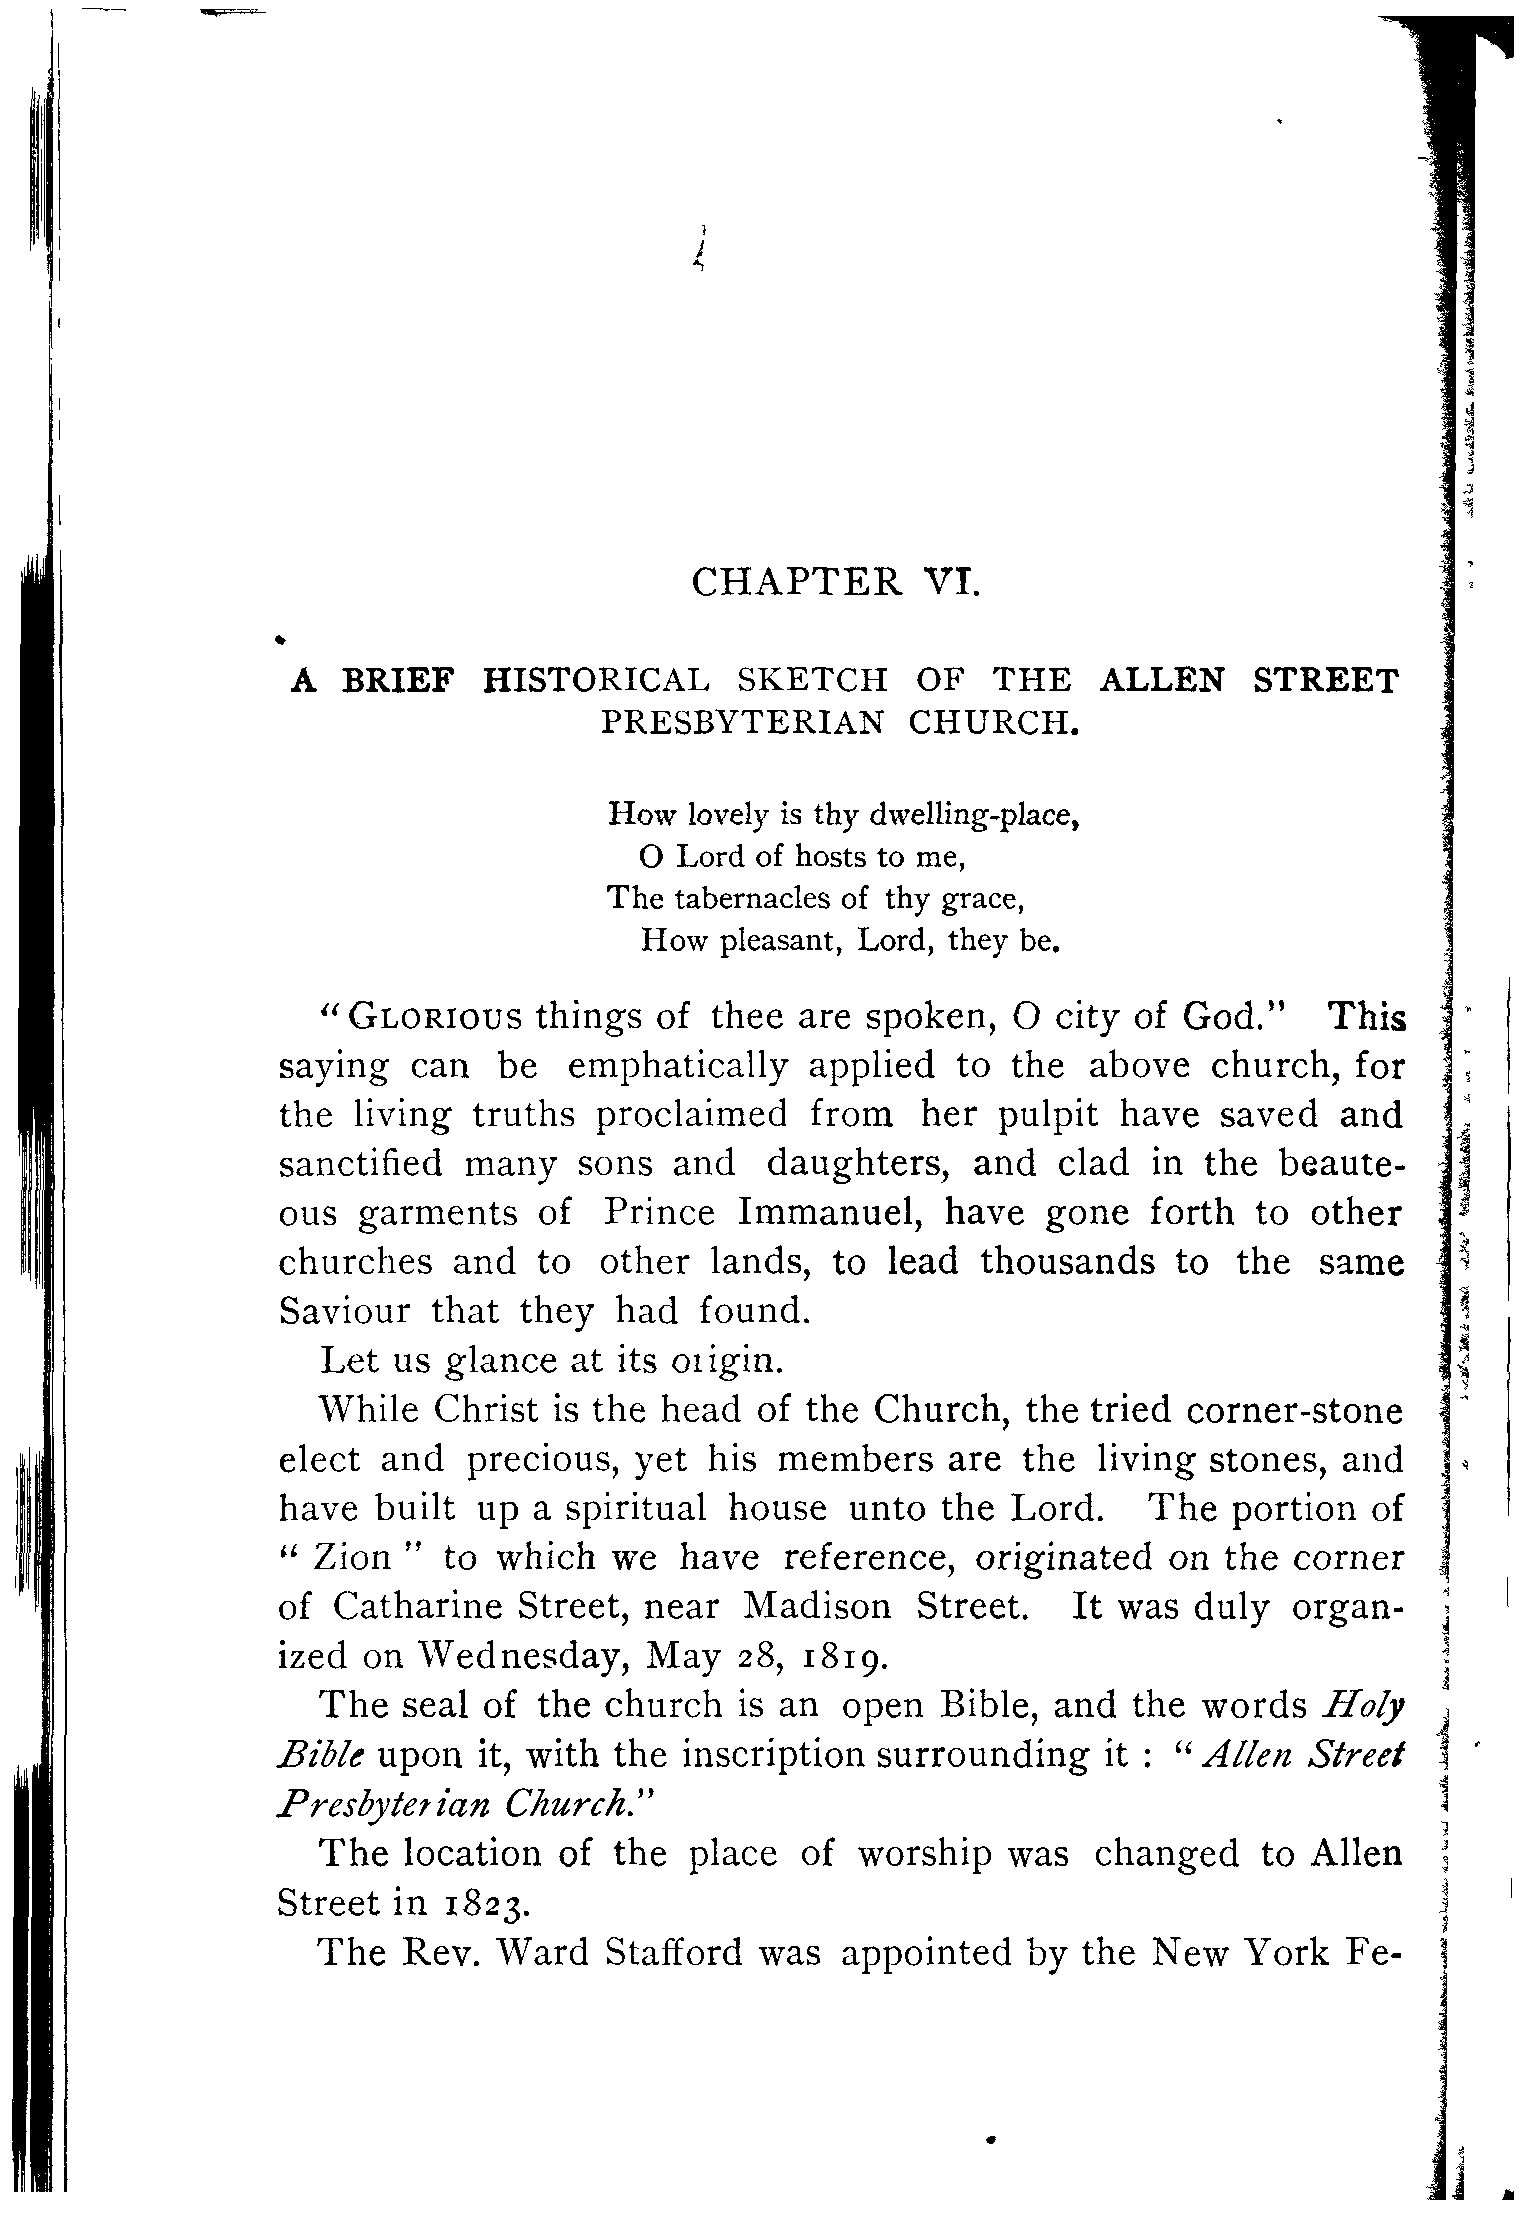 CHAPTER VI.
A BRIEF HISTORICAL SKETCH OF THE ALLEN STREET
PRESBYTERIAN CHURCH.
How lovely is thy dwelling-place,
O Lord of hosts to me,
The tabernacles of thy grace,
How pleasant, Lord, they be.
"GLORIOUS things of thee are spoken, O city of God." This
saying can be emphatically applied to the above church, for
the living truths proclaimed from her pulpit have saved and
sanctified many sons and daughters, and clad in the beaute-
ous garments of Prince Immanuel, have gone forth to other
churches and to other lands, to lead thousands to the same
Saviour that they had found.
Let us glance at its origin.
While Christ is the head of the Church, the tried corner-stone
elect and precious, yet his members are the living stones, and
have built up a spiritual house unto the Lord. The portion of
"Zion" to which we have reference, originated on the corner
of Catharine Street, near Madison Street. It was duly organ-
ized on Wednesday, May 28, 1819.
The seal of the church is an open Bible, and the words Holy
Bible upon it, with the inscription surrounding it : "Allen Street
Presbyterian Church."
The location of the place of worship was changed to Allen
Street in 1823.
The Rev. Ward Stafford was appointed by the New York Fe-